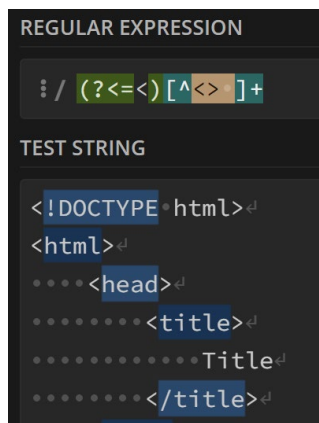 REGULAR EXPRESSION
/ (?<=<)[^<> ]+
TEST STRING
<!DOCTYPE html>
<html>
    <head>
        <title>
            Title
        </title>